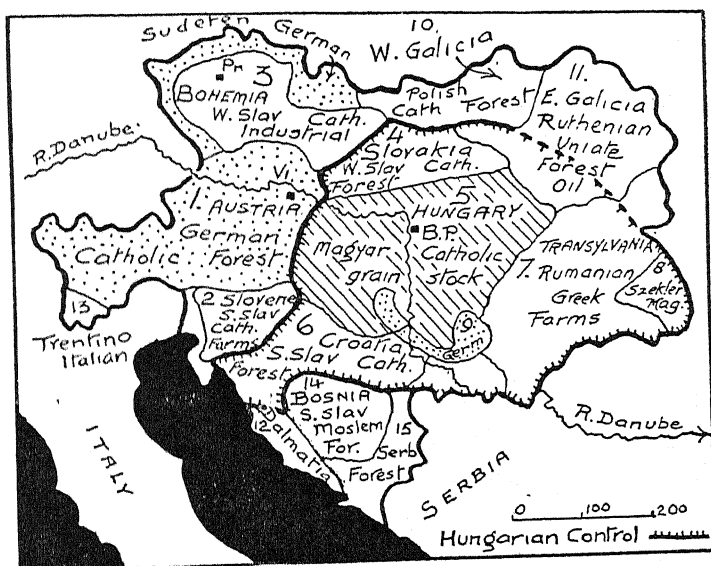 10.
W. Galicia
Sudeten
German
Pr.
3
BOHEMIA
W. Slav
Cath.
Industrial
Polish
Cath
Forest
11.
E. Galicia
Ruthenian
Uniate
Forest
Oil
R. Danube.
Vi.
4
Slovakia
W. Slav
Cath.
Forest
1. AUSTRIA
German
Catholic
Forest
5
HUNGARY
B.P.
Magyar
Catholic
grain
stock
TRANSYLVANIA
7. Rumanian
Greek
Farms
8
Szekler
Mag.
13
Trentino
Italian
2 Slovene
S. Slav
Cath.
Farms
6
Croatia
S. Slav
Cath.
Forest
9
Germ
14
BOSNIA
S. Slav
Moslem
For.
15
Serb
Forest
12
Dalmatia
ITALY
SERBIA
R. Danube
0 100 200
Hungarian Control